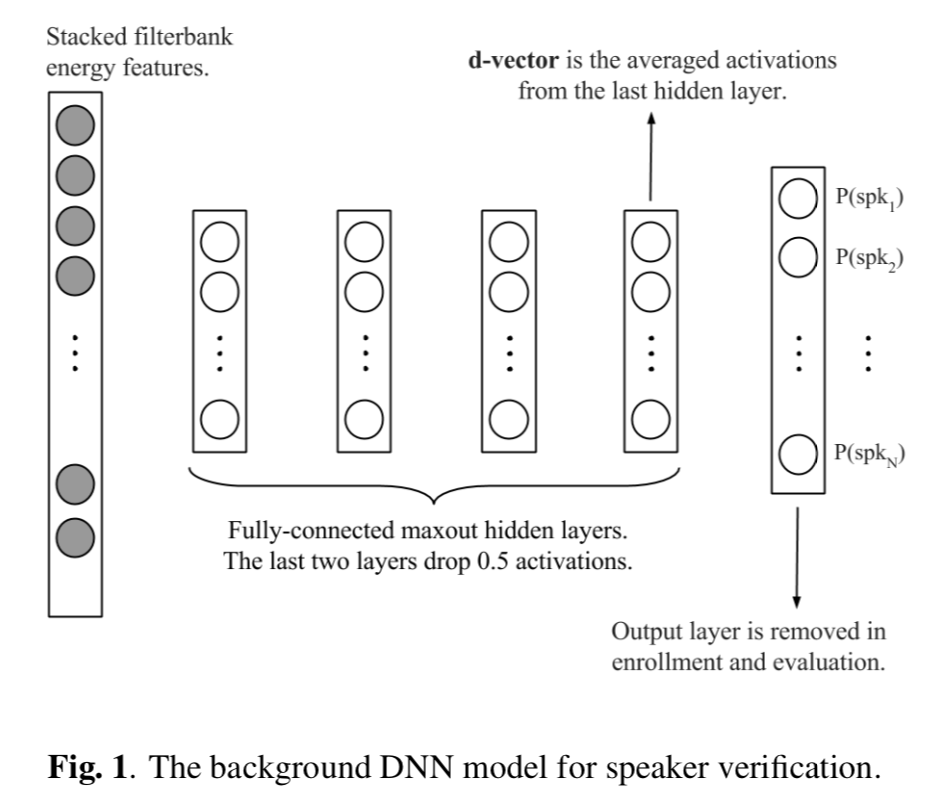 Stacked filterbank
energy features.
d-vector is the averaged activations
from the last hidden layer.
P(spk₁)
P(spk₂)
P(spk_N)
Fully-connected maxout hidden layers.
The last two layers drop 0.5 activations.
Output layer is removed in
enrollment and evaluation.
Fig. 1. The background DNN model for speaker verification.